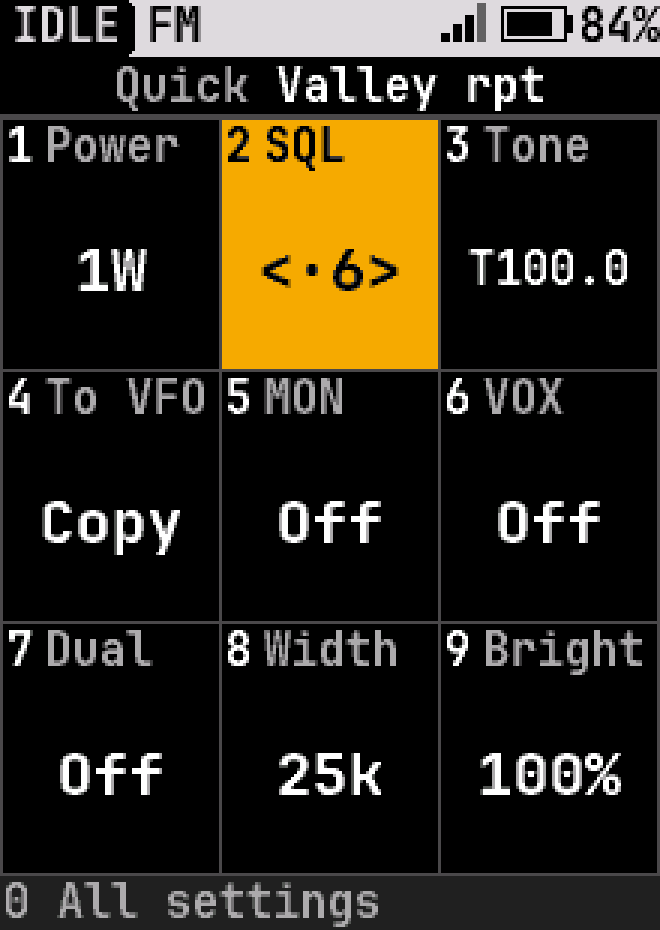 IDLE FM 84%
Quick Valley rpt
1 Power 2 SQL 3 Tone
1W <·6> T100.0
4 To VFO 5 MON 6 VOX
Copy Off Off
7 Dual 8 Width 9 Bright
Off 25k 100%
0 All settings